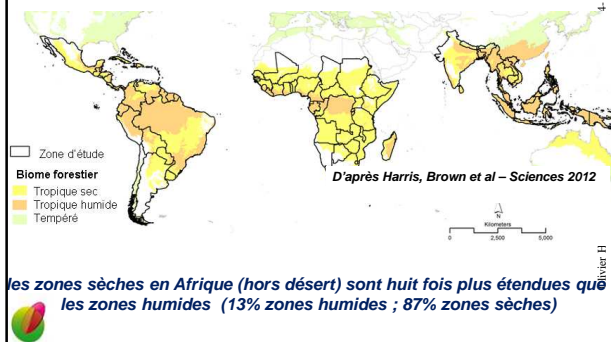 Zone d'étude
Biome forestier
Tropique sec
Tropique humide
Tempéré
D'après Harris, Brown et al – Sciences 2012
N
Kilometers
0 2,500 5,000
les zones sèches en Afrique (hors désert) sont huit fois plus étendues que
les zones humides (13% zones humides ; 87% zones sèches)
Olivier H